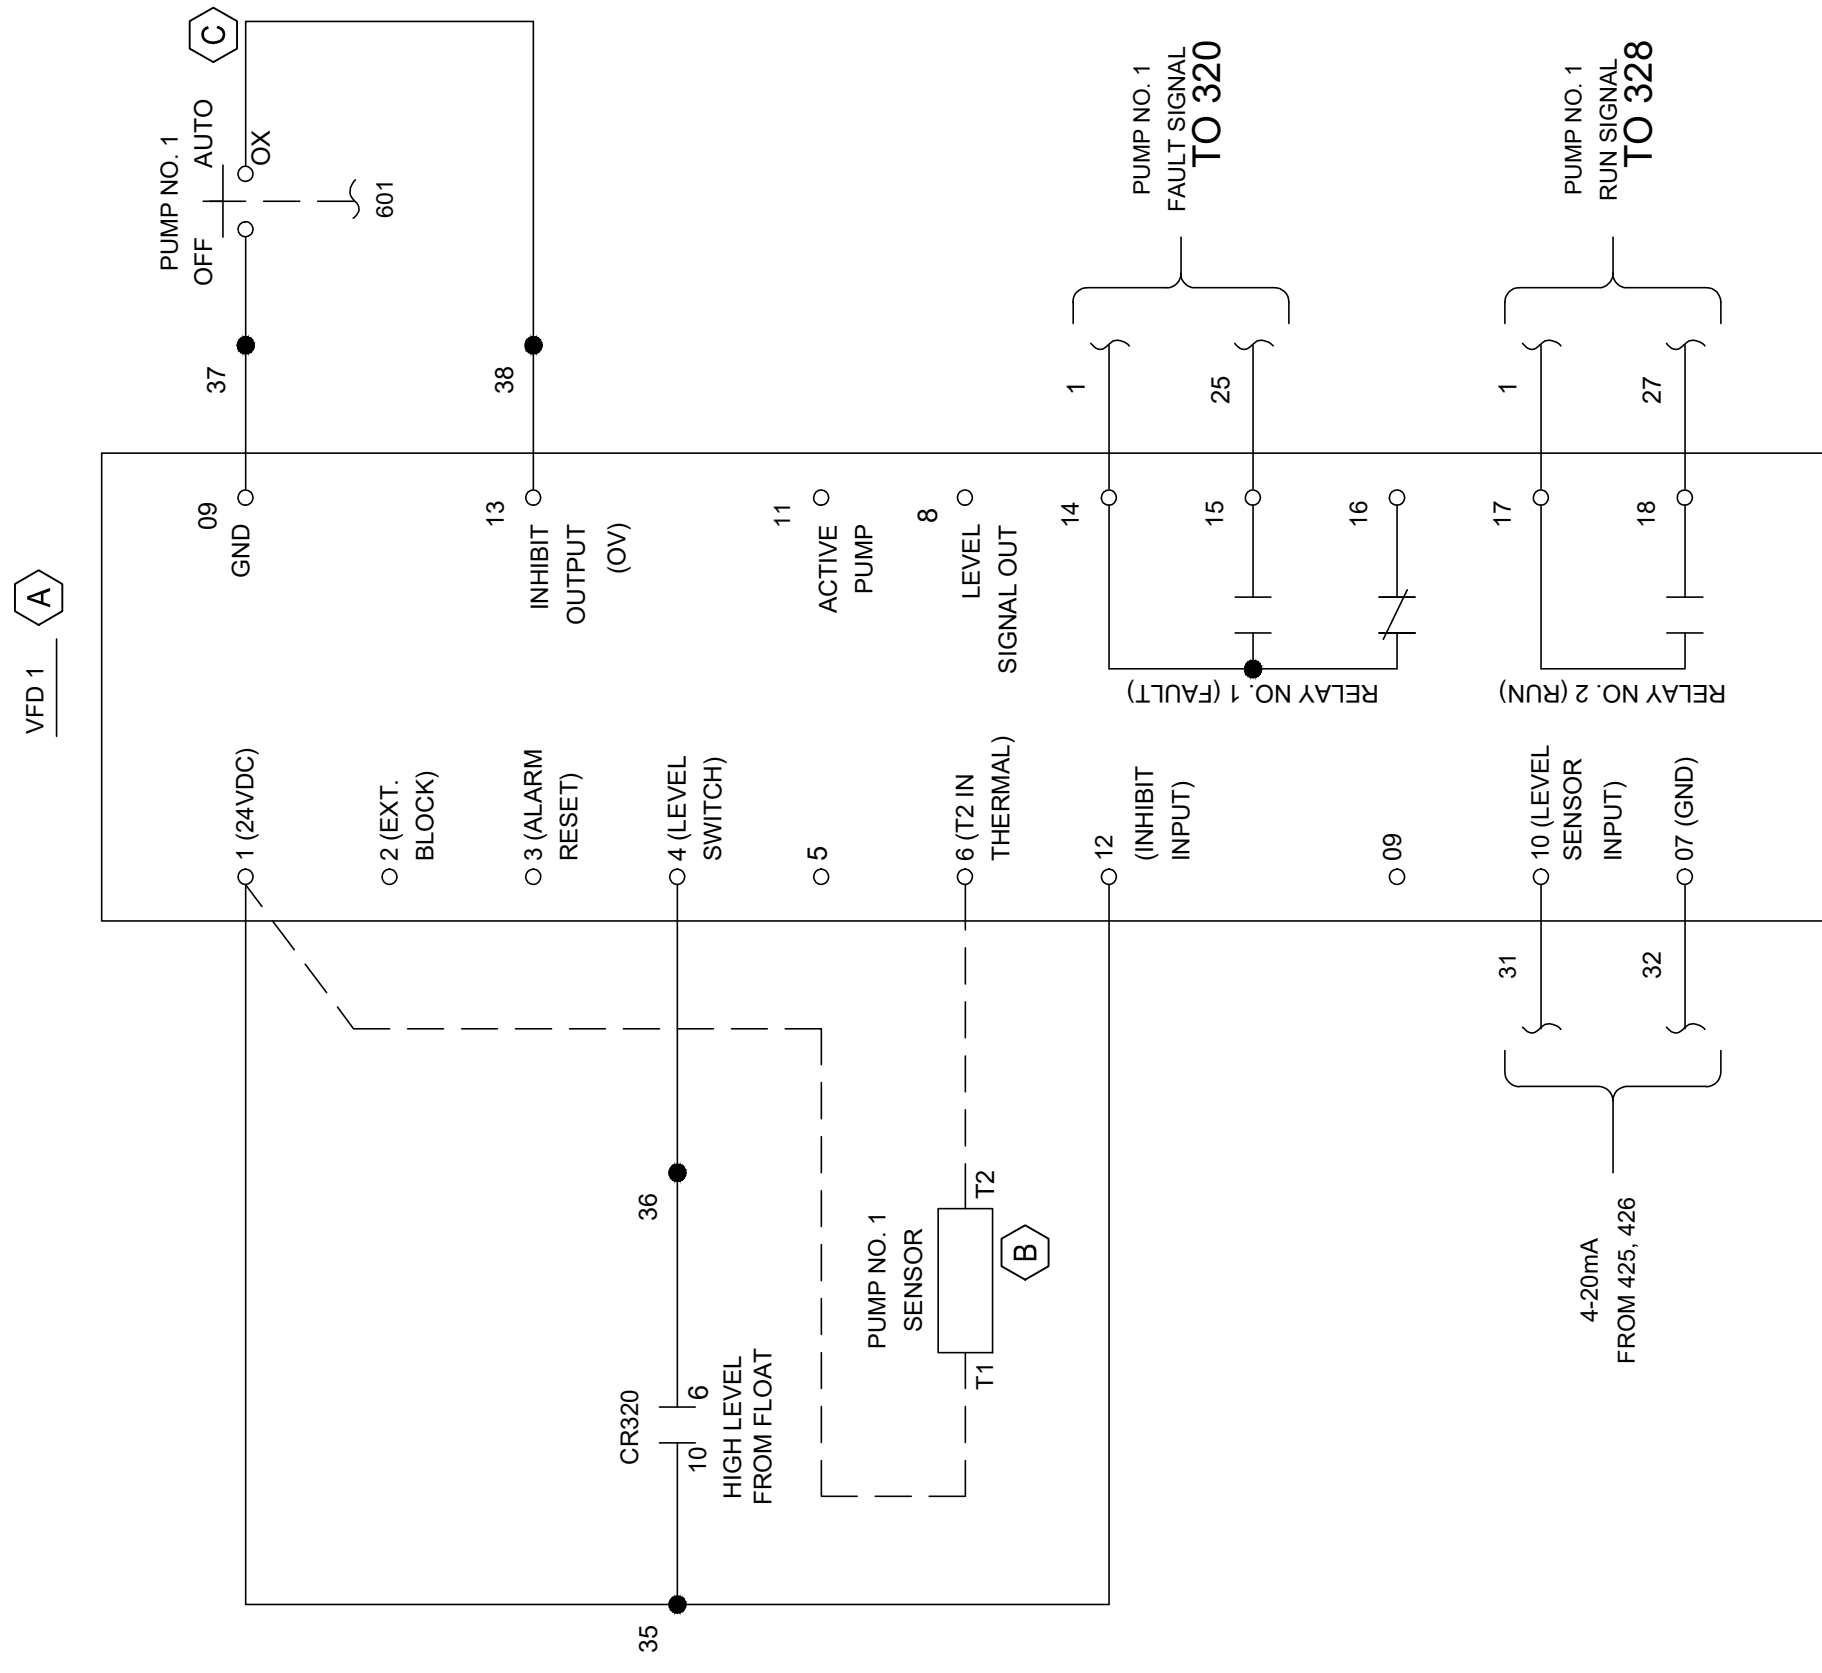 VFD 1
A
35
36
CR320
10
6
HIGH LEVEL
FROM FLOAT
PUMP NO. 1
SENSOR
T1
T2
B
4-20mA
FROM 425, 426
31
32
1 (24VDC)
2 (EXT.
BLOCK)
3 (ALARM
RESET)
4 (LEVEL
SWITCH)
5
6 (T2 IN
THERMAL)
12
(INHIBIT
INPUT)
09
10 (LEVEL
SENSOR
INPUT)
07 (GND)
09
GND
13
INHIBIT
OUTPUT
(OV)
11
ACTIVE
PUMP
8
LEVEL
SIGNAL OUT
14
15
16
RELAY NO. 1 (FAULT)
17
18
RELAY NO. 2 (RUN)
37
38
PUMP NO. 1
OFF
AUTO
OX
601
C
1
25
PUMP NO. 1
FAULT SIGNAL
TO 320
1
27
PUMP NO. 1
RUN SIGNAL
TO 328